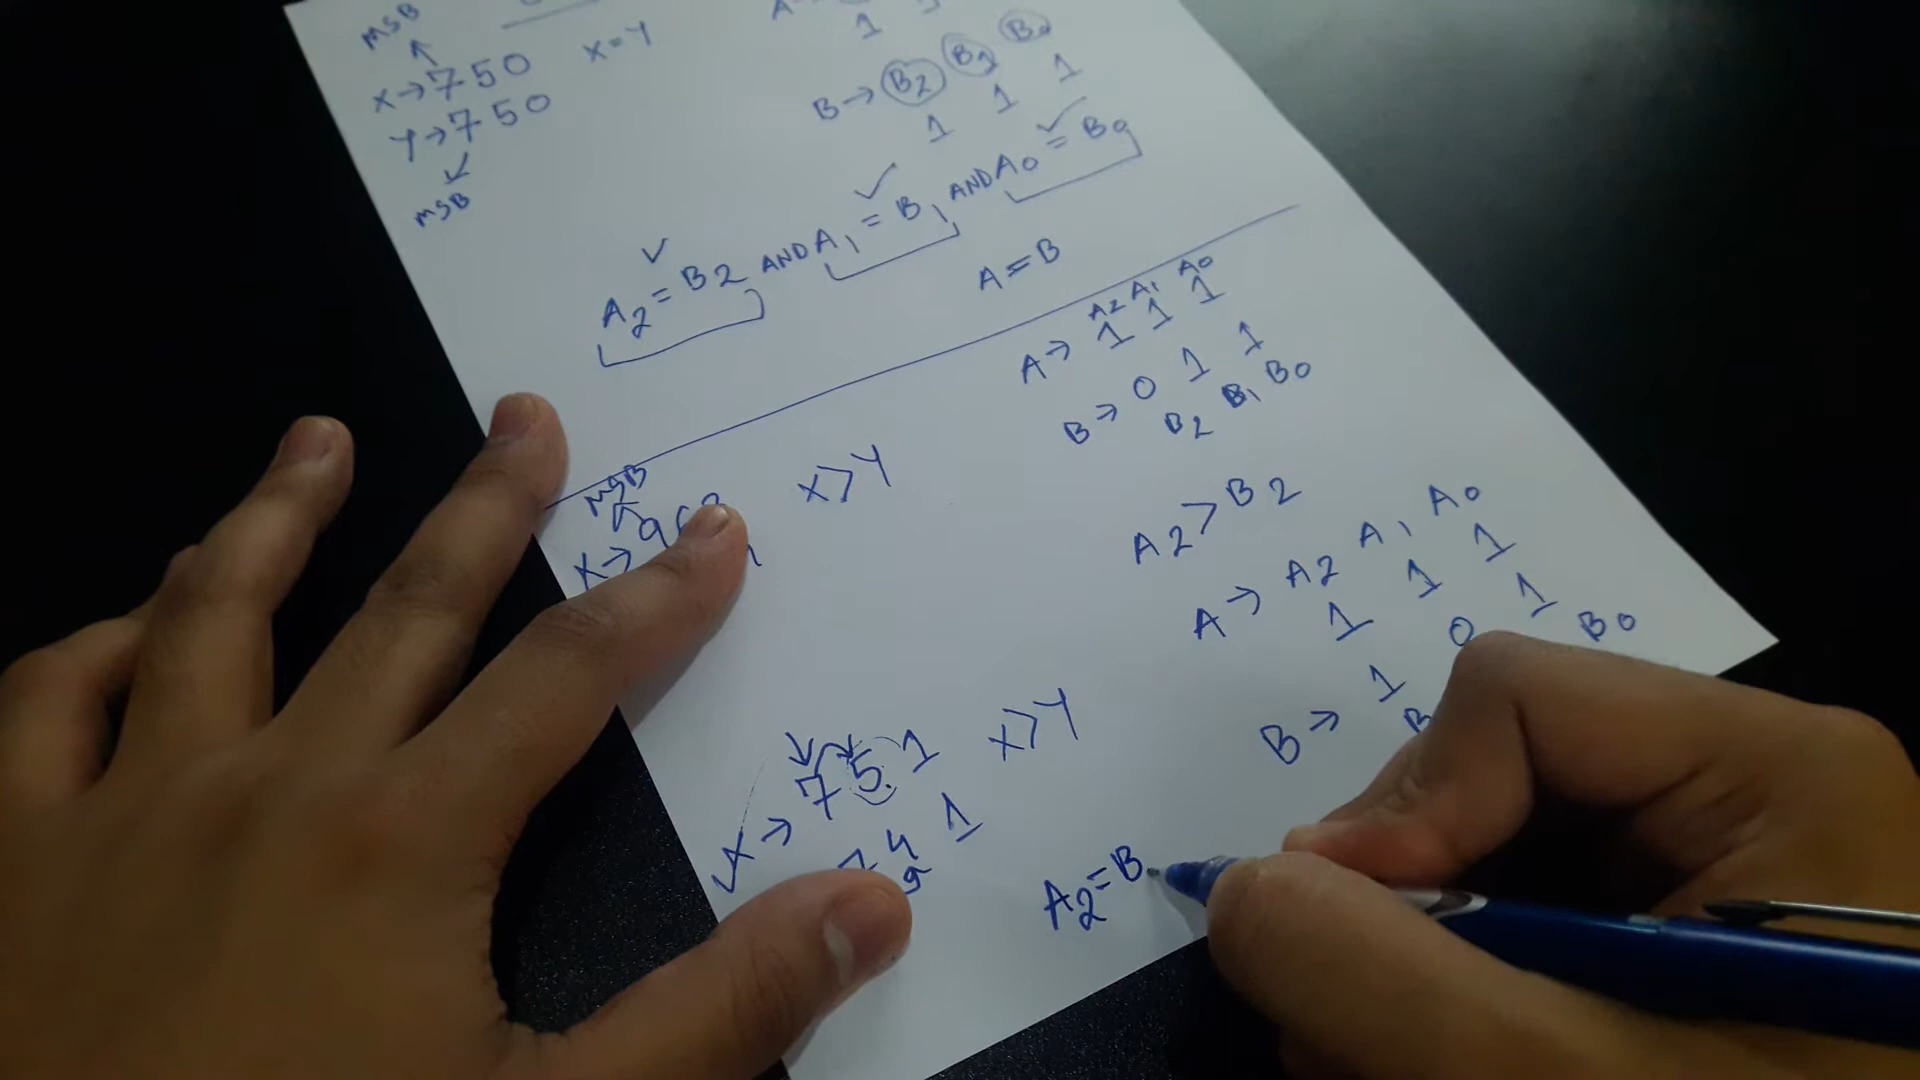 MSB
X→750
X=Y
Y→750
MSB
1
B→ B2 B1 B0
1 1 1
A2=B2 AND A1=B1 AND A0=B0
A=B
A2 A1 A0
A→ 1 1 1
B→ 0 1 1
B2 B1 B0
MSB
X→96
X>Y
A2>B2
A2 A1 A0
A→ 1 1 1
B→ 1 0 1
B0
X→751
X>Y
41
A2=B